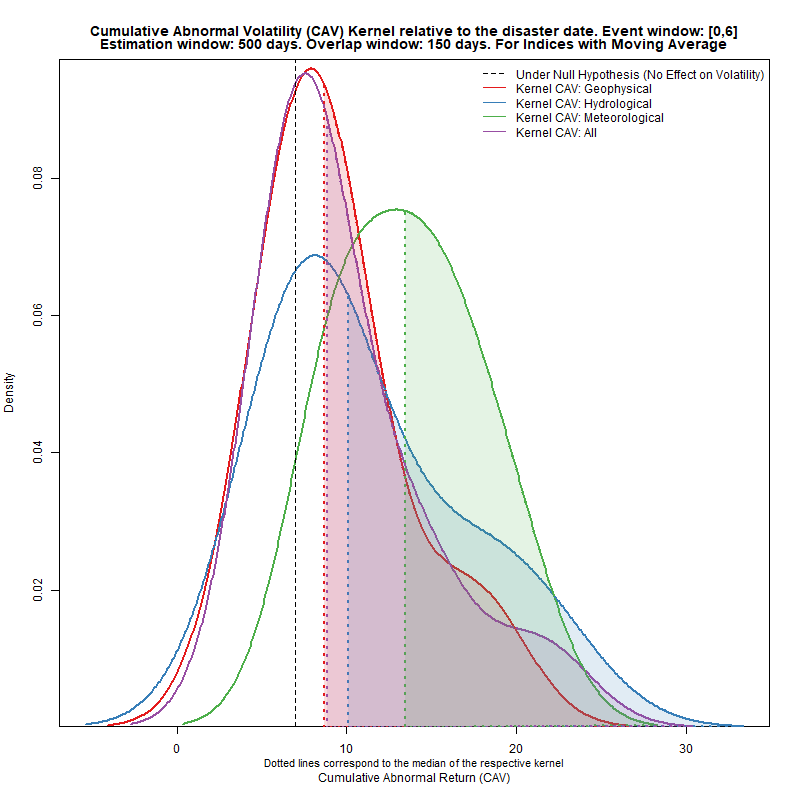 Cumulative Abnormal Volatility (CAV) Kernel relative to the disaster date. Event window: [0,6]
Estimation window: 500 days. Overlap window: 150 days. For Indices with Moving Average
Under Null Hypothesis (No Effect on Volatility)
Kernel CAV: Geophysical
Kernel CAV: Hydrological
Kernel CAV: Meteorological
Kernel CAV: All
Density
0.08
0.06
0.04
0.02
0 10 20 30
Dotted lines correspond to the median of the respective kernel
Cumulative Abnormal Return (CAV)